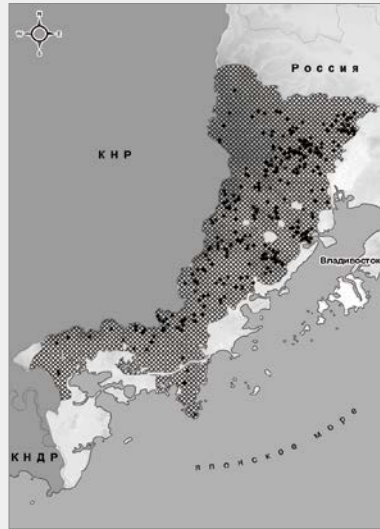 Россия
КНР
Владивосток
КНДР
японское море